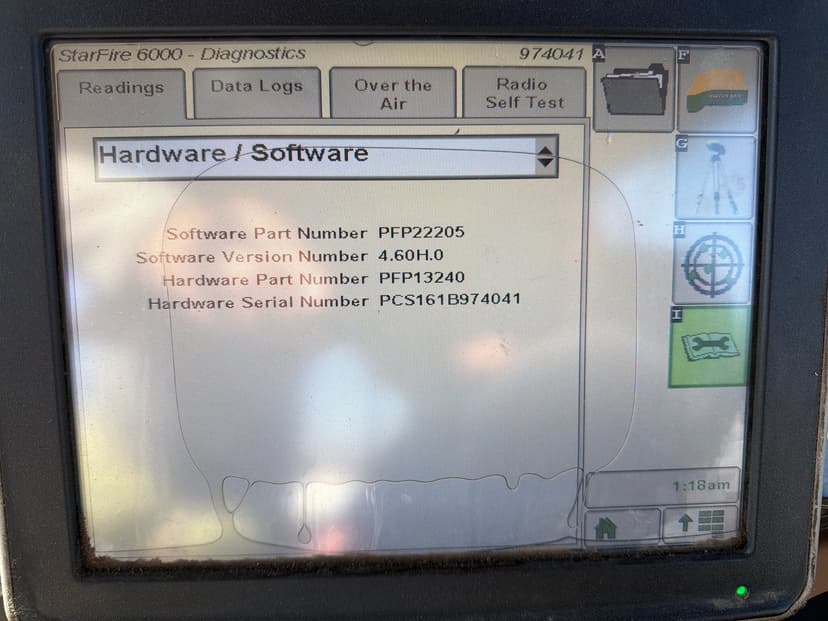 StarFire 6000 - Diagnostics 974041
Readings
Data Logs
Over the
Air
Radio
Self Test
Hardware / Software
Software Part Number PFP22205
Software Version Number 4.60H.0
Hardware Part Number PFP13240
Hardware Serial Number PCS161B974041
A
F
G
H
I
1:18am